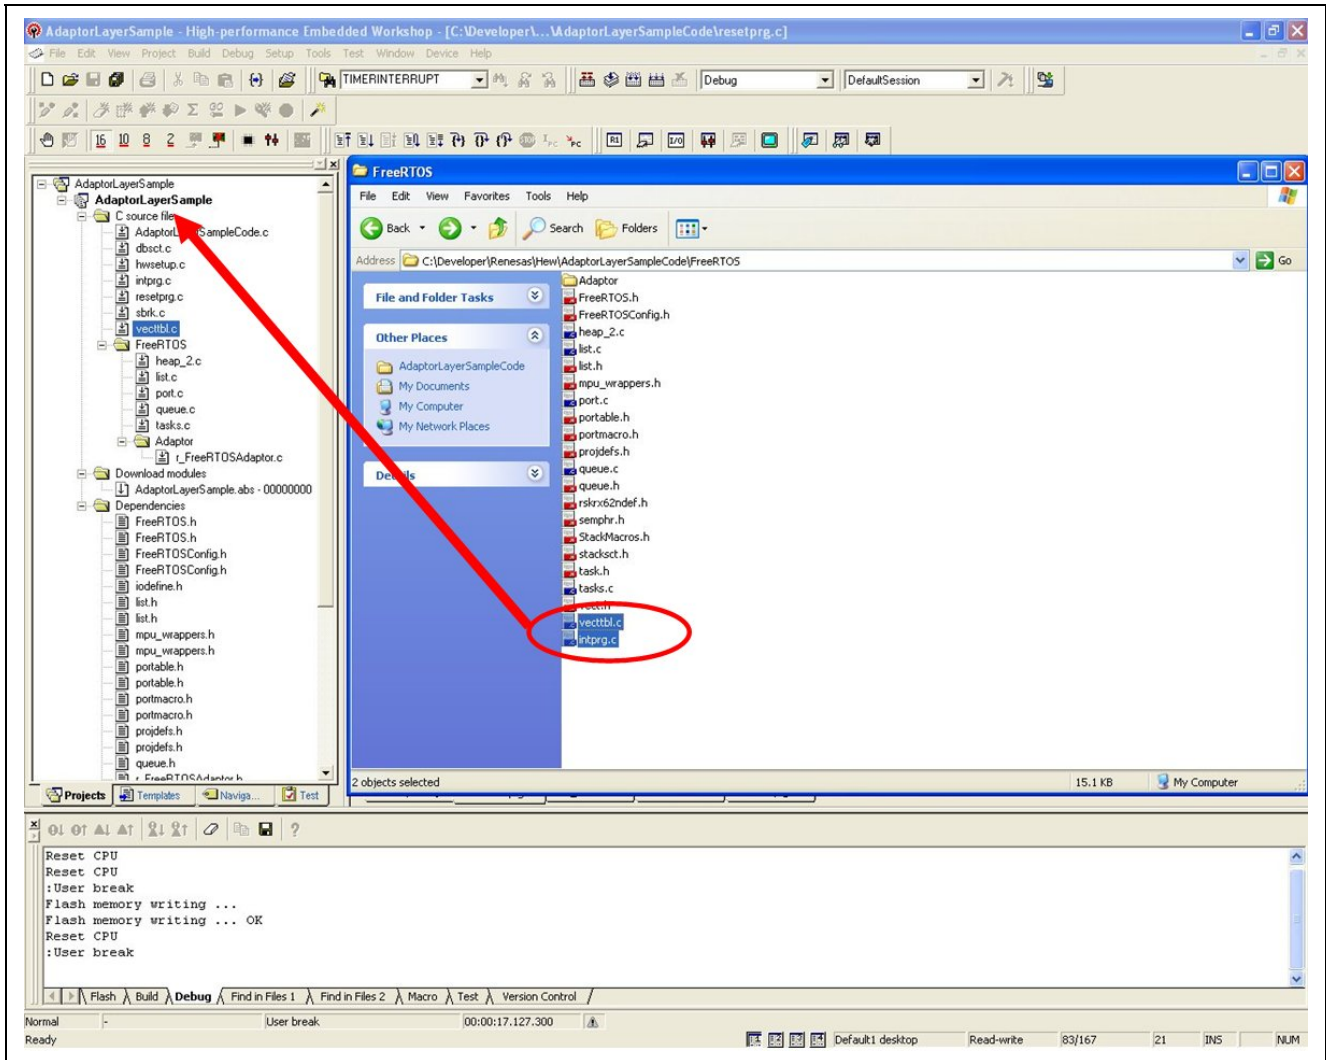 AdaptorLayerSample - High-performance Embedded Workshop - [C:\Developer\...\AdaptorLayerSampleCode\resetprg.c]
File Edit View Project Build Debug Setup Tools Test Window Device Help
TIMERINTERRUPT Debug DefaultSession
16 10 8 2
AdaptorLayerSample
AdaptorLayerSample
C source file
dbsct.c
hwsetup.c
intprg.c
resetprg.c
sbrk.c
vecttbl.c
FreeRTOS
heap_2.c
list.c
port.c
queue.c
tasks.c
Adaptor
r_FreeRTOSAdaptor.c
Download modules
AdaptorLayerSample.abs - 00000000
Dependencies
FreeRTOS.h
FreeRTOS.h
FreeRTOSConfig.h
FreeRTOSConfig.h
iodefine.h
list.h
list.h
mpu_wrappers.h
mpu_wrappers.h
portable.h
portable.h
portmacro.h
portmacro.h
projdefs.h
projdefs.h
queue.h
r_FreeRTOSAdaptor.h
Projects Templates Naviga... Test
FreeRTOS
File Edit View Favorites Tools Help
Back Search Folders
Address C:\Developer\Renesas\Hew\AdaptorLayerSampleCode\FreeRTOS Go
File and Folder Tasks
Other Places
AdaptorLayerSampleCode
My Documents
My Computer
My Network Places
Details
Adaptor
FreeRTOS.h
FreeRTOSConfig.h
heap_2.c
list.c
list.h
mpu_wrappers.h
port.c
portable.h
portmacro.h
projdefs.h
queue.c
queue.h
rskrx62ndef.h
semphr.h
StackMacros.h
stacksct.h
task.h
tasks.c
vect.h
vecttbl.c
intprg.c
2 objects selected 15.1 KB My Computer
Reset CPU
Reset CPU
:User break
Flash memory writing ...
Flash memory writing ... OK
Reset CPU
:User break
Flash Build Debug Find in Files 1 Find in Files 2 Macro Test Version Control
Normal - User break 00:00:17.127.300
Ready Default1 desktop Read-write 83/167 21 INS NUM